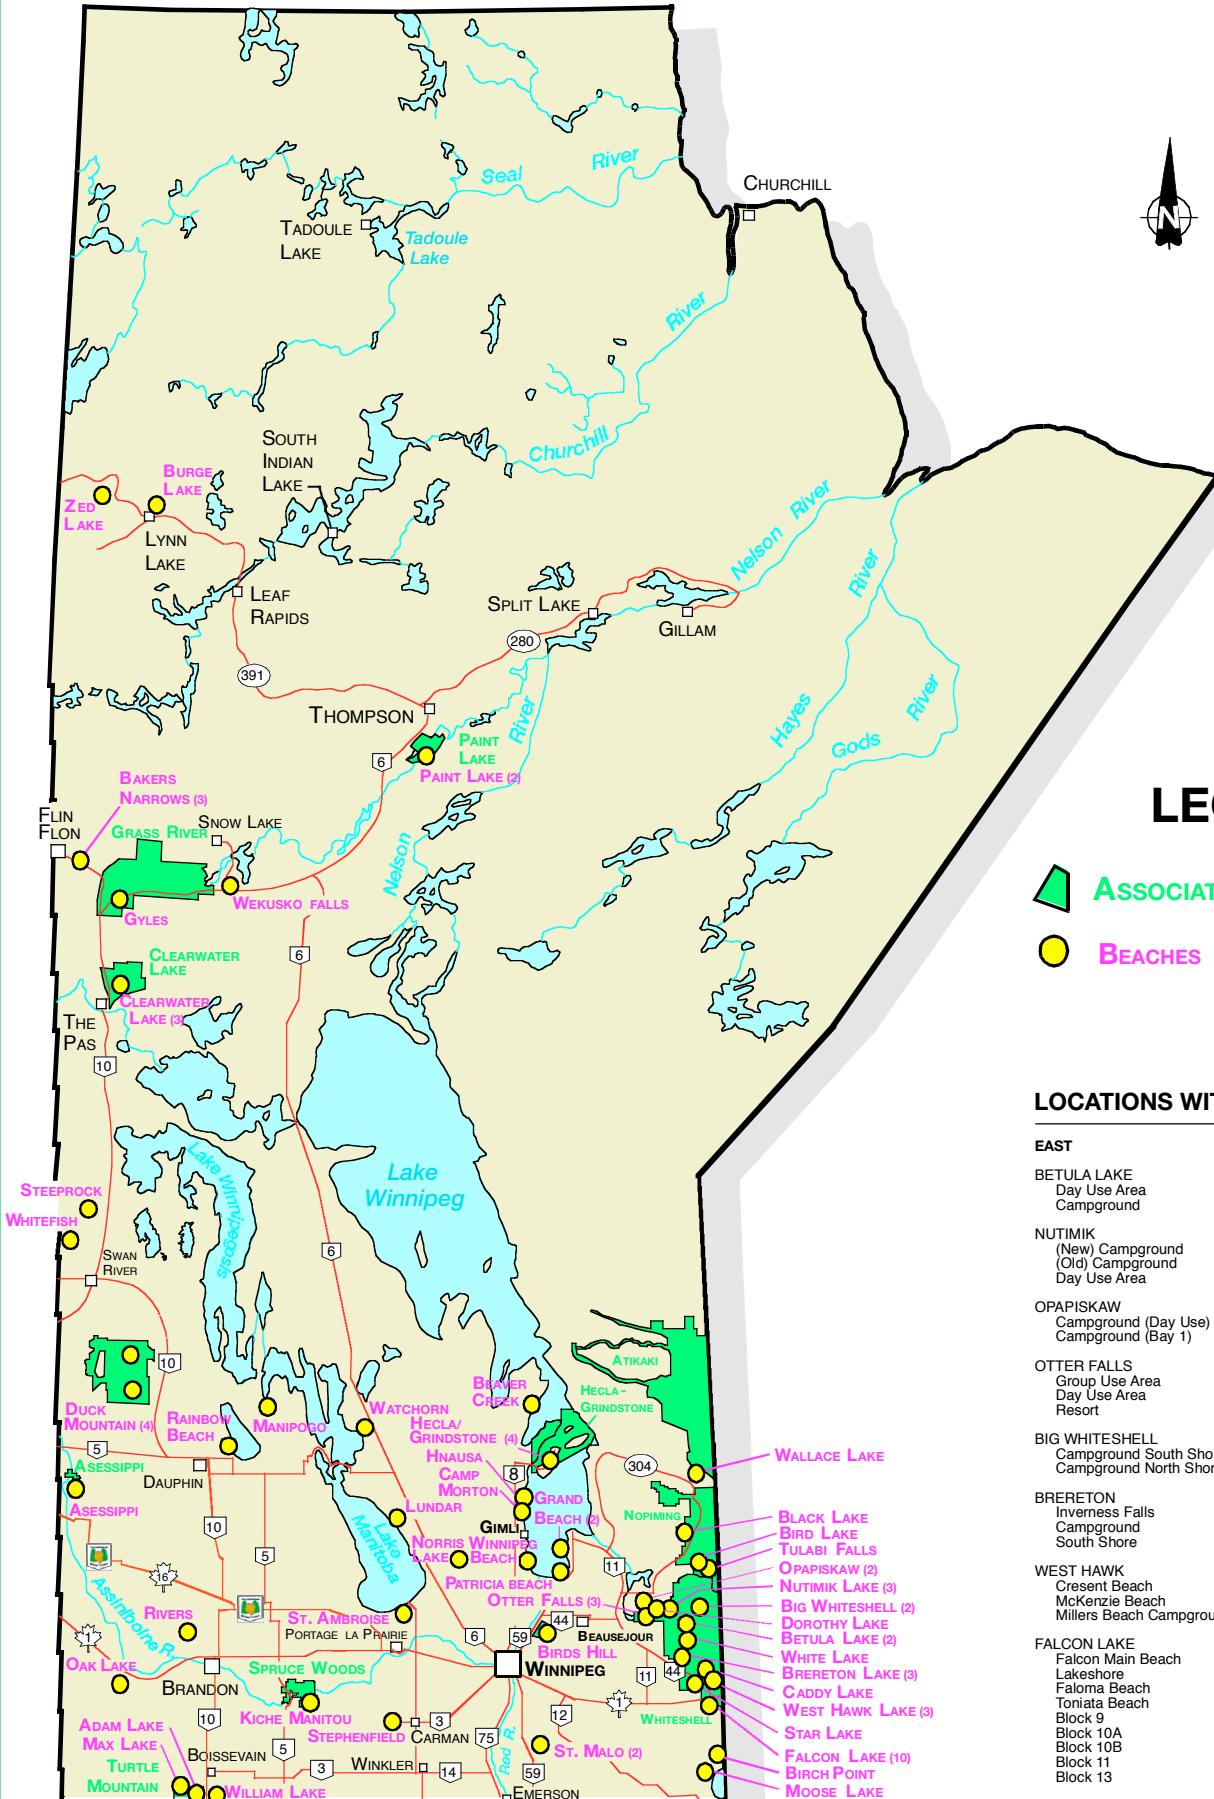 CHURCHILL
Seal River
TADOULE
LAKE
Tadoule
Lake
N
River
Churchill
SOUTH
INDIAN
LAKE
BURGE
LAKE
ZED
LAKE
LYNN
LAKE
LEAF
RAPIDS
Nelson River
River
SPLIT LAKE
GILLAM
280
391
THOMPSON
River
Hayes
River
Gods
PAINT
LAKE
PAINT LAKE (2)
6
BAKERS
NARROWS (3)
FLIN
FLON
GRASS RIVER
SNOW LAKE
Nelson
LEG
ASSOCIAT
BEACHES
WEKUSKO FALLS
GYLES
6
CLEARWATER
LAKE
CLEARWATER
LAKE (3)
THE
PAS
10
Lake
Winnipeg
Lake Winnipegosis
STEEPROCK
WHITEFISH
SWAN
RIVER
6
10
ATIKAKI
HECLA -
GRINDSTONE
BEAVER
CREEK
DUCK
MOUNTAIN (4)
RAINBOW
BEACH
MANIPOGO
WATCHORN
HECLA/
GRINDSTONE (4)
HNAUSA
CAMP
MORTON
8
GRAND
BEACH (2)
304
WALLACE LAKE
5
ASESSIPPI
DAUPHIN
ASESSIPPI
LUNDAR
GIMLI
NOPIMING
BLACK LAKE
BIRD LAKE
TULABI FALLS
OPAPISKAW (2)
NUTIMIK LAKE (3)
BIG WHITESHELL (2)
DOROTHY LAKE
BETULA LAKE (2)
WHITE LAKE
BRERETON LAKE (3)
CADDY LAKE
WEST HAWK LAKE (3)
STAR LAKE
FALCON LAKE (10)
BIRCH POINT
MOOSE LAKE
10
5
Lake
Manitoba
NORRIS
LAKE
WINNIPEG
BEACH
PATRICIA BEACH
11
16
Assiniboine R.
OTTER FALLS (3)
RIVERS
ST. AMBROISE
PORTAGE LA PRAIRIE
6
59
44
BEAUSEJOUR
BIRDS HILL
WINNIPEG
1
OAK LAKE
BRANDON
SPRUCE WOODS
11
44
1
WHITESHELL
10
KICHE MANITOU
STEPHENFIELD
3
CARMAN
75
Red R.
12
ST. MALO (2)
ADAM LAKE
MAX LAKE
BOISSEVAIN
5
3
WINKLER
14
59
TURTLE
MOUNTAIN
WILLIAM LAKE
EMERSON
LOCATIONS WIT
EAST
BETULA LAKE
Day Use Area
Campground
NUTIMIK
(New) Campground
(Old) Campground
Day Use Area
OPAPISKAW
Campground (Day Use)
Campground (Bay 1)
OTTER FALLS
Group Use Area
Day Use Area
Resort
BIG WHITESHELL
Campground South Sho
Campground North Shor
BRERETON
Inverness Falls
Campground
South Shore
WEST HAWK
Cresent Beach
McKenzie Beach
Millers Beach Campgrou
FALCON LAKE
Falcon Main Beach
Lakeshore
Faloma Beach
Toniata Beach
Block 9
Block 10A
Block 10B
Block 11
Block 13